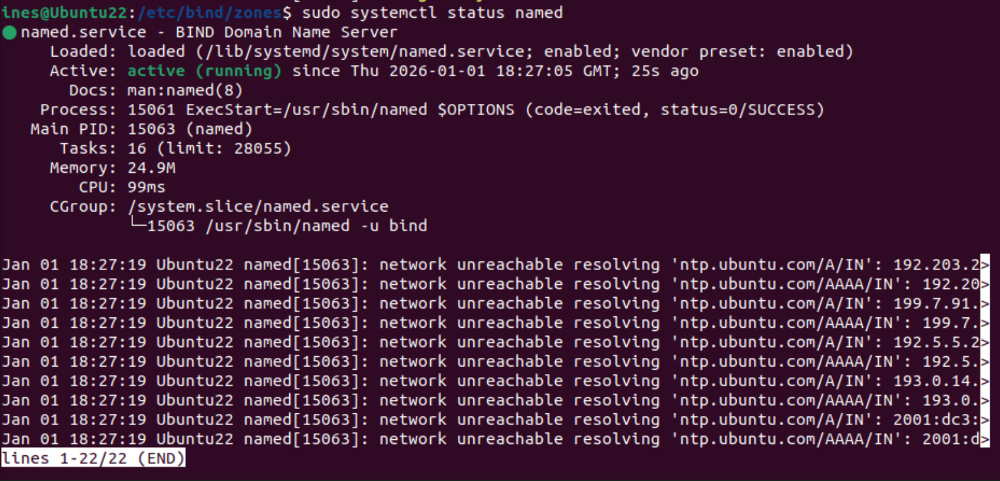 ines@Ubuntu22:/etc/bind/zones$ sudo systemctl status named
● named.service - BIND Domain Name Server
     Loaded: loaded (/lib/systemd/system/named.service; enabled; vendor preset: enabled)
     Active: active (running) since Thu 2026-01-01 18:27:05 GMT; 25s ago
       Docs: man:named(8)
    Process: 15061 ExecStart=/usr/sbin/named $OPTIONS (code=exited, status=0/SUCCESS)
   Main PID: 15063 (named)
      Tasks: 16 (limit: 28055)
     Memory: 24.9M
        CPU: 99ms
     CGroup: /system.slice/named.service
             └─15063 /usr/sbin/named -u bind
Jan 01 18:27:19 Ubuntu22 named[15063]: network unreachable resolving 'ntp.ubuntu.com/A/IN': 192.203.2>
Jan 01 18:27:19 Ubuntu22 named[15063]: network unreachable resolving 'ntp.ubuntu.com/AAAA/IN': 192.20>
Jan 01 18:27:19 Ubuntu22 named[15063]: network unreachable resolving 'ntp.ubuntu.com/A/IN': 199.7.91.>
Jan 01 18:27:19 Ubuntu22 named[15063]: network unreachable resolving 'ntp.ubuntu.com/AAAA/IN': 199.7.>
Jan 01 18:27:19 Ubuntu22 named[15063]: network unreachable resolving 'ntp.ubuntu.com/A/IN': 192.5.5.2>
Jan 01 18:27:19 Ubuntu22 named[15063]: network unreachable resolving 'ntp.ubuntu.com/AAAA/IN': 192.5.>
Jan 01 18:27:19 Ubuntu22 named[15063]: network unreachable resolving 'ntp.ubuntu.com/A/IN': 193.0.14.>
Jan 01 18:27:19 Ubuntu22 named[15063]: network unreachable resolving 'ntp.ubuntu.com/AAAA/IN': 193.0.>
Jan 01 18:27:19 Ubuntu22 named[15063]: network unreachable resolving 'ntp.ubuntu.com/A/IN': 2001:dc3:>
Jan 01 18:27:19 Ubuntu22 named[15063]: network unreachable resolving 'ntp.ubuntu.com/AAAA/IN': 2001:d>
lines 1-22/22 (END)